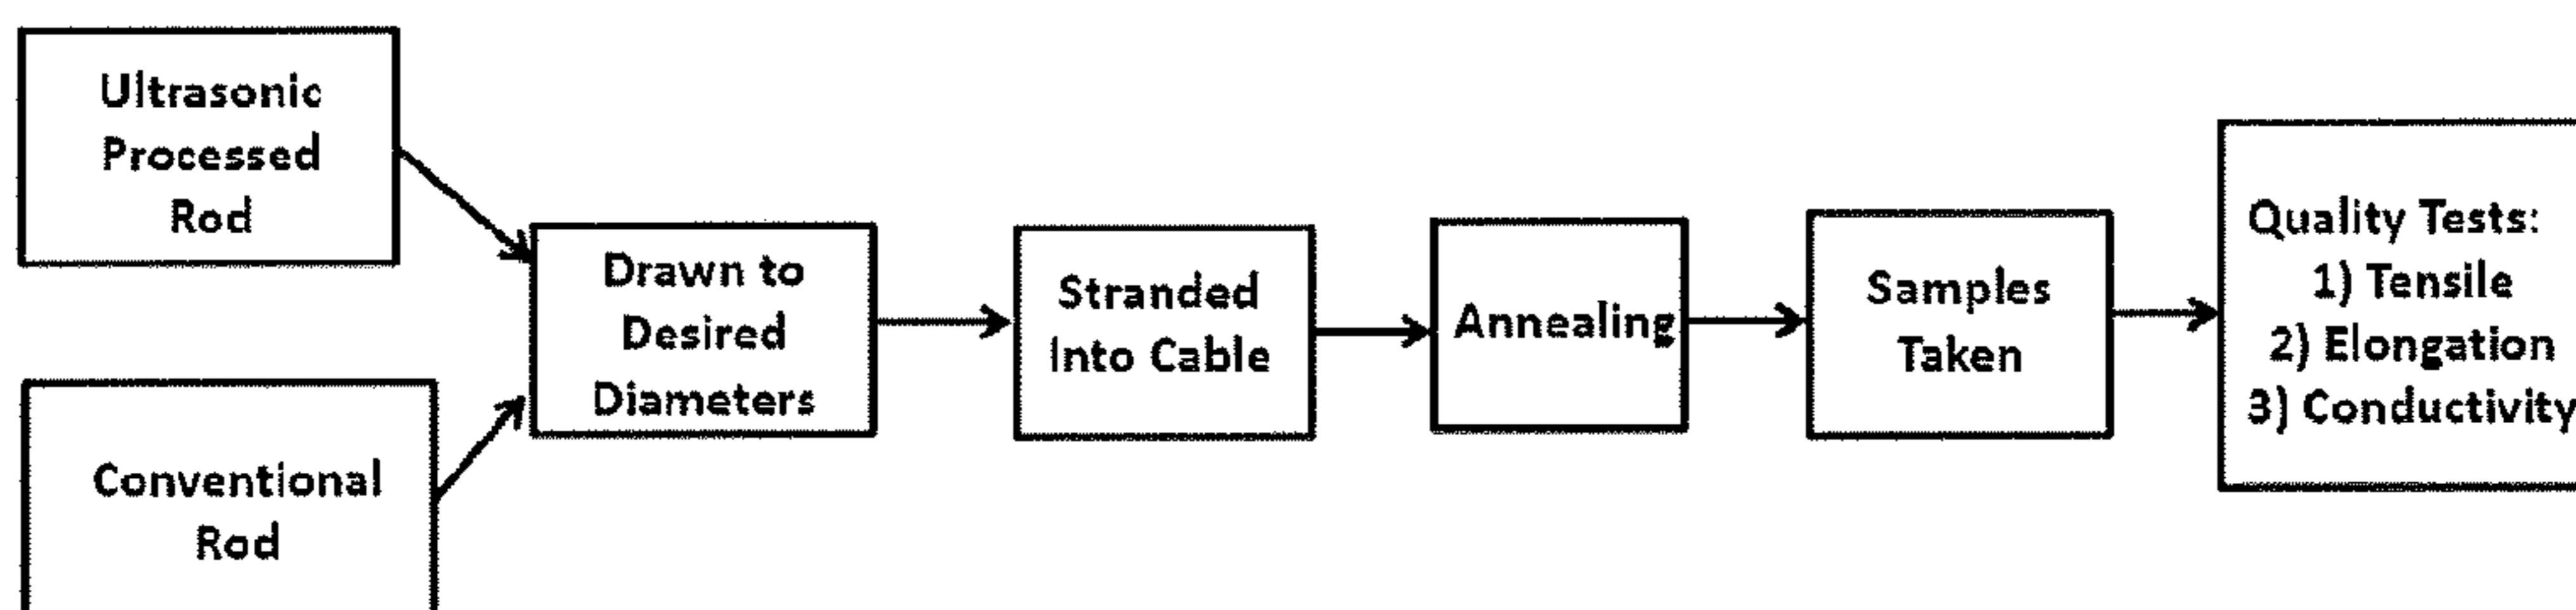 Ultrasonic
Processed
Rod
Conventional
Rod
Drawn to
Desired
Diameters
Stranded
Into Cable
Annealing
Samples
Taken
Quality Tests:
1) Tensile
2) Elongation
3) Conductivity